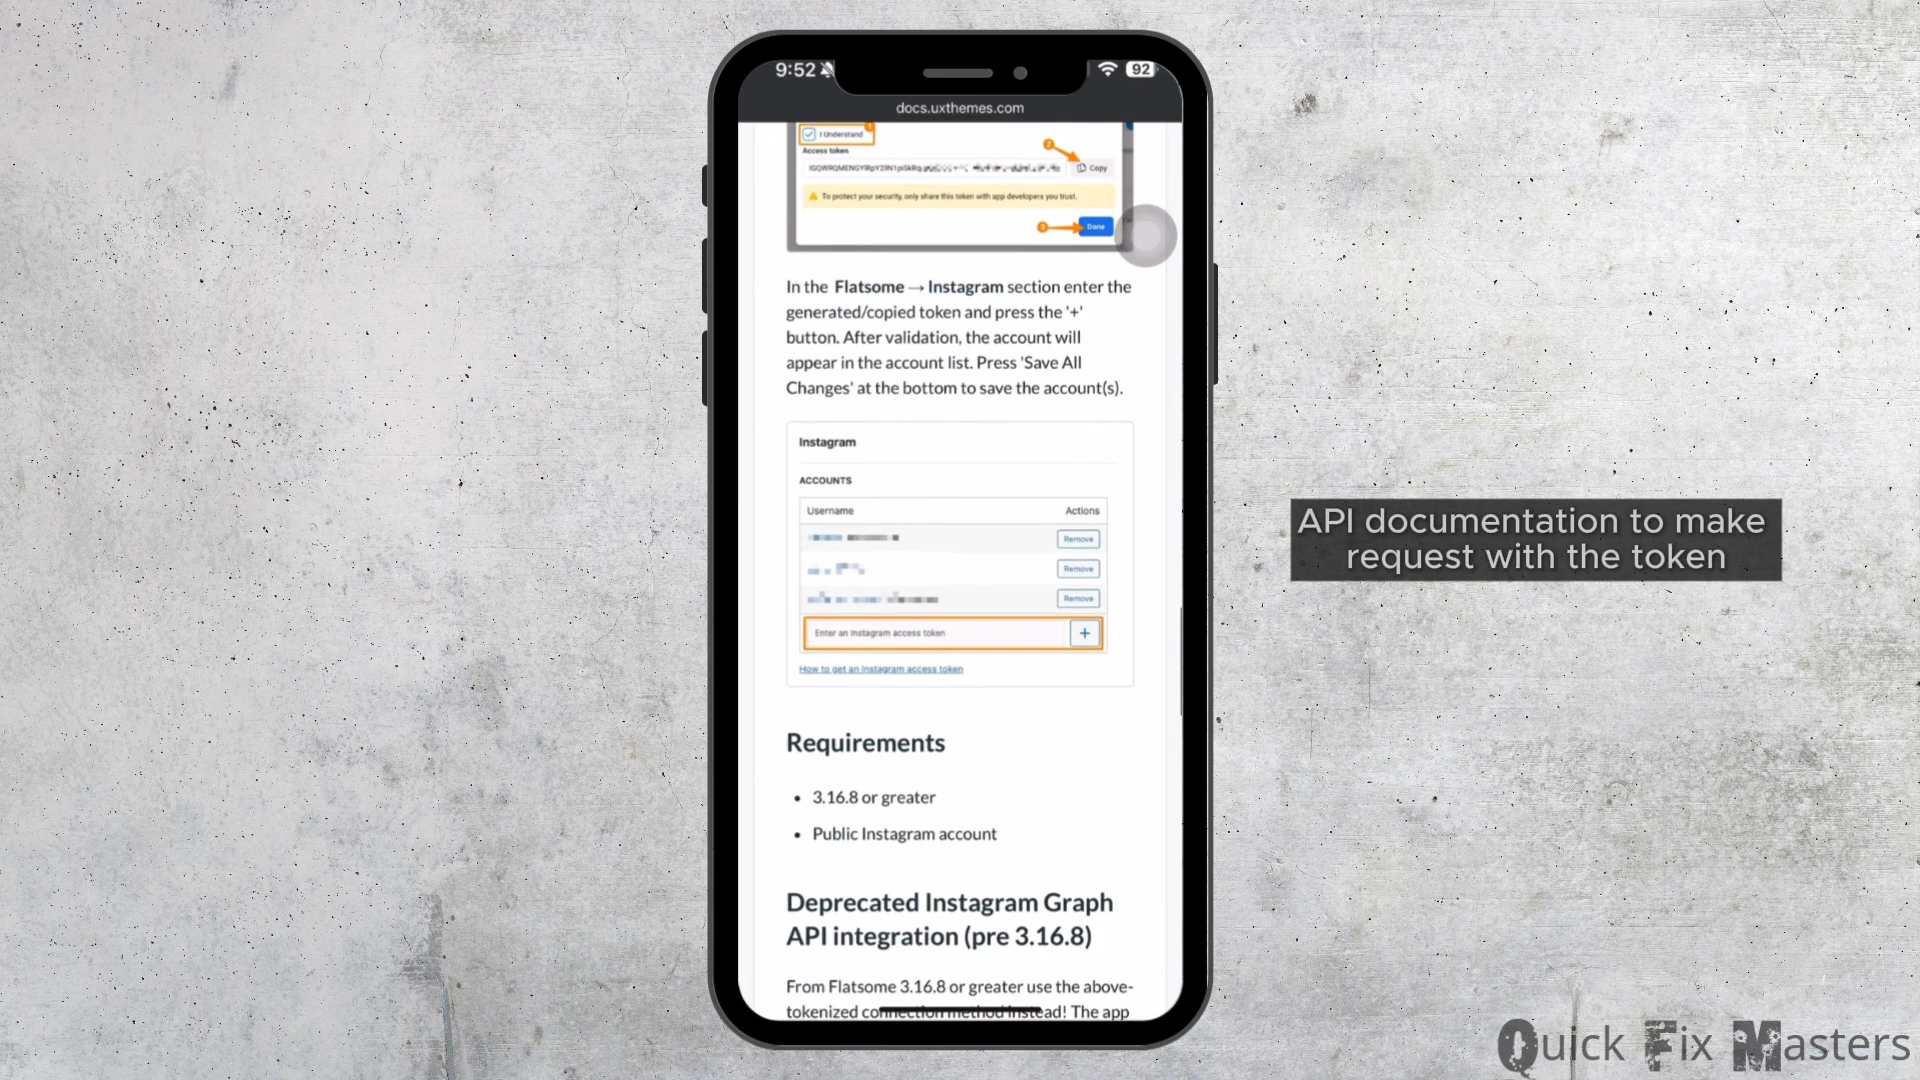 9:52
92
docs.uxthemes.com
1
I Understand
Access token
2
Copy
To protect your security, only share this token with app developers you trust.
3
Done
In the Flatsome → Instagram section enter the
generated/copied token and press the '+'
button. After validation, the account will
appear in the account list. Press 'Save All
Changes' at the bottom to save the account(s).
Instagram
ACCOUNTS
Username Actions
Remove
Remove
Remove
Enter an Instagram access token +
How to get an Instagram access token
API documentation to make
request with the token
Requirements
• 3.16.8 or greater
• Public Instagram account
Deprecated Instagram Graph
API integration (pre 3.16.8)
From Flatsome 3.16.8 or greater use the above-
tokenized connection method instead! The app
Quick Fix Masters